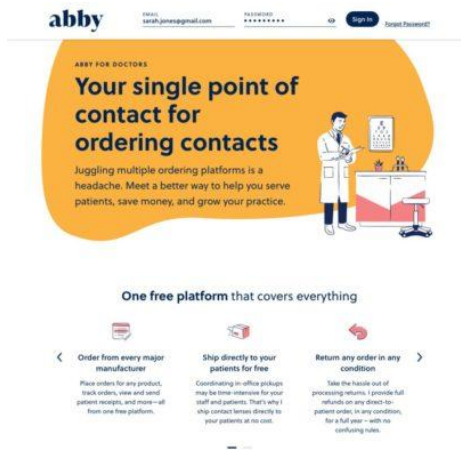 abby
EMAIL
sarah.jones@gmail.com
PASSWORD
Sign In
Forgot Password?
ABBY FOR DOCTORS
Your single point of
contact for
ordering contacts
Juggling multiple ordering platforms is a
headache. Meet a better way to help you serve
patients, save money, and grow your practice.
One free platform that covers everything
Order from every major
manufacturer
Place orders for any product,
track orders, view and send
patient receipts, and more—all
from one free platform.
Ship directly to your
patients for free
Coordinating in-office pickups
may be time-intensive for your
staff and patients. That's why I
ship contact lenses directly to
your patients at no cost.
Return any order in any
condition
Take the hassle out of
processing returns. I provide full
refunds on any direct-to-
patient order, in any condition,
for a full year – with no
confusing rules.